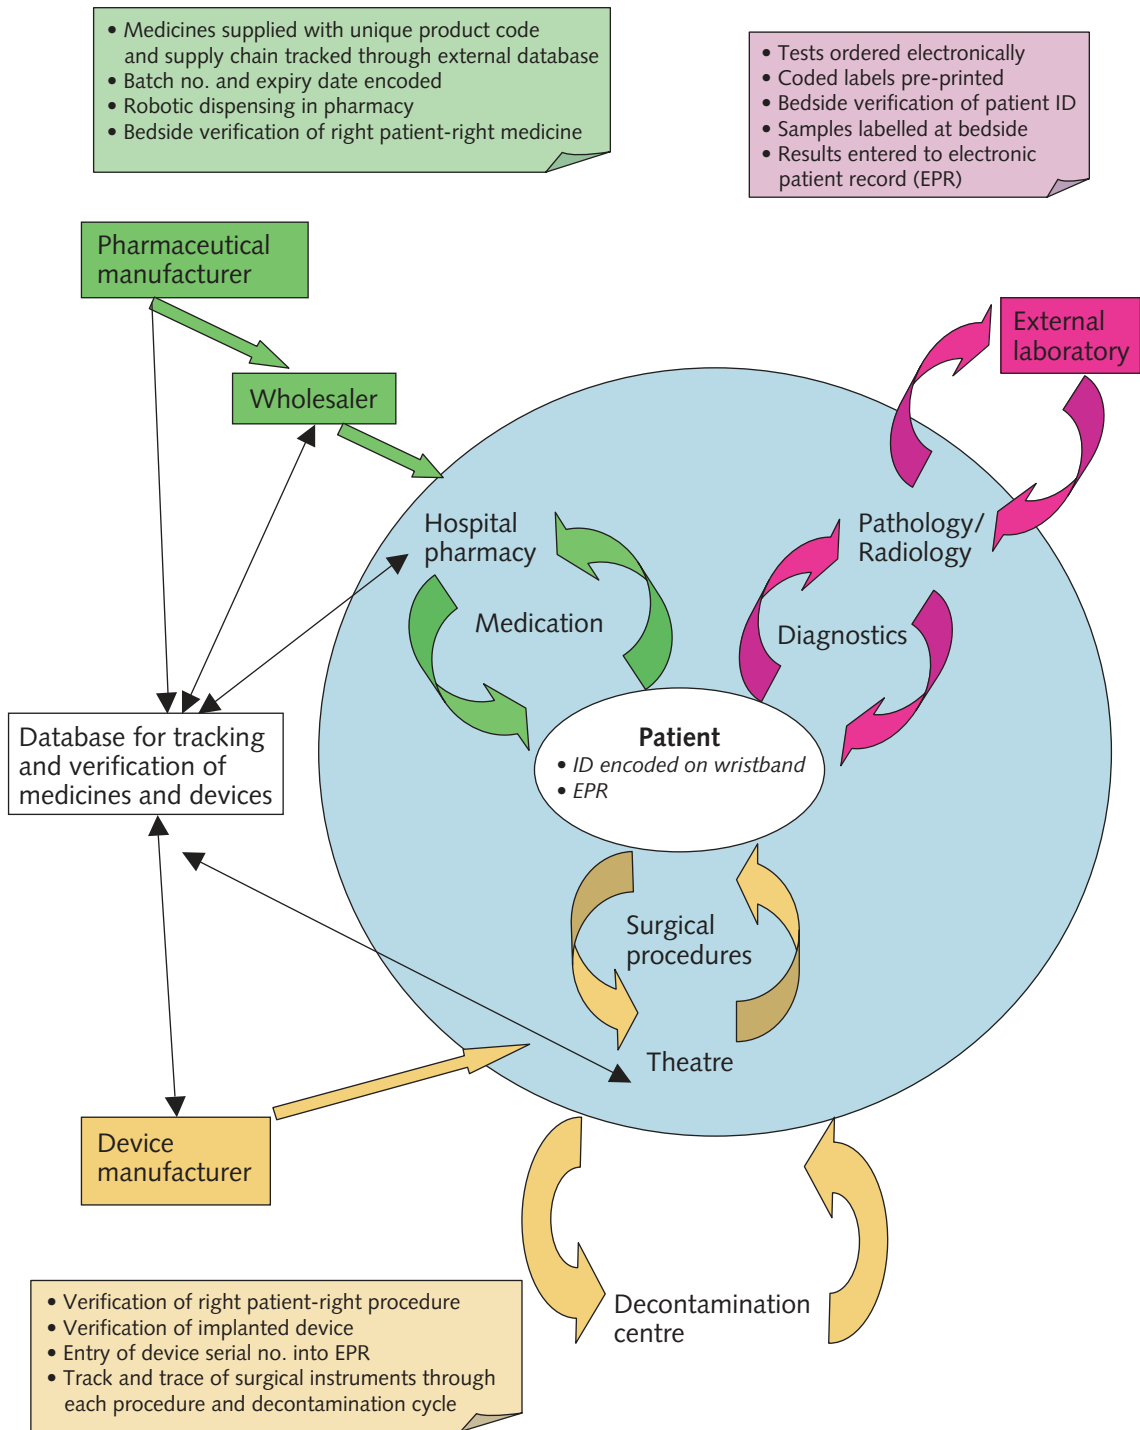 • Medicines supplied with unique product code
and supply chain tracked through external database
• Batch no. and expiry date encoded
• Robotic dispensing in pharmacy
• Bedside verification of right patient-right medicine
• Tests ordered electronically
• Coded labels pre-printed
• Bedside verification of patient ID
• Samples labelled at bedside
• Results entered to electronic
patient record (EPR)
Pharmaceutical
manufacturer
External
laboratory
Wholesaler
Hospital
pharmacy
Pathology/
Radiology
Medication
Diagnostics
Database for tracking
and verification of
medicines and devices
Patient
• ID encoded on wristband
• EPR
Surgical
procedures
Theatre
Device
manufacturer
Decontamination
centre
• Verification of right patient-right procedure
• Verification of implanted device
• Entry of device serial no. into EPR
• Track and trace of surgical instruments through
each procedure and decontamination cycle